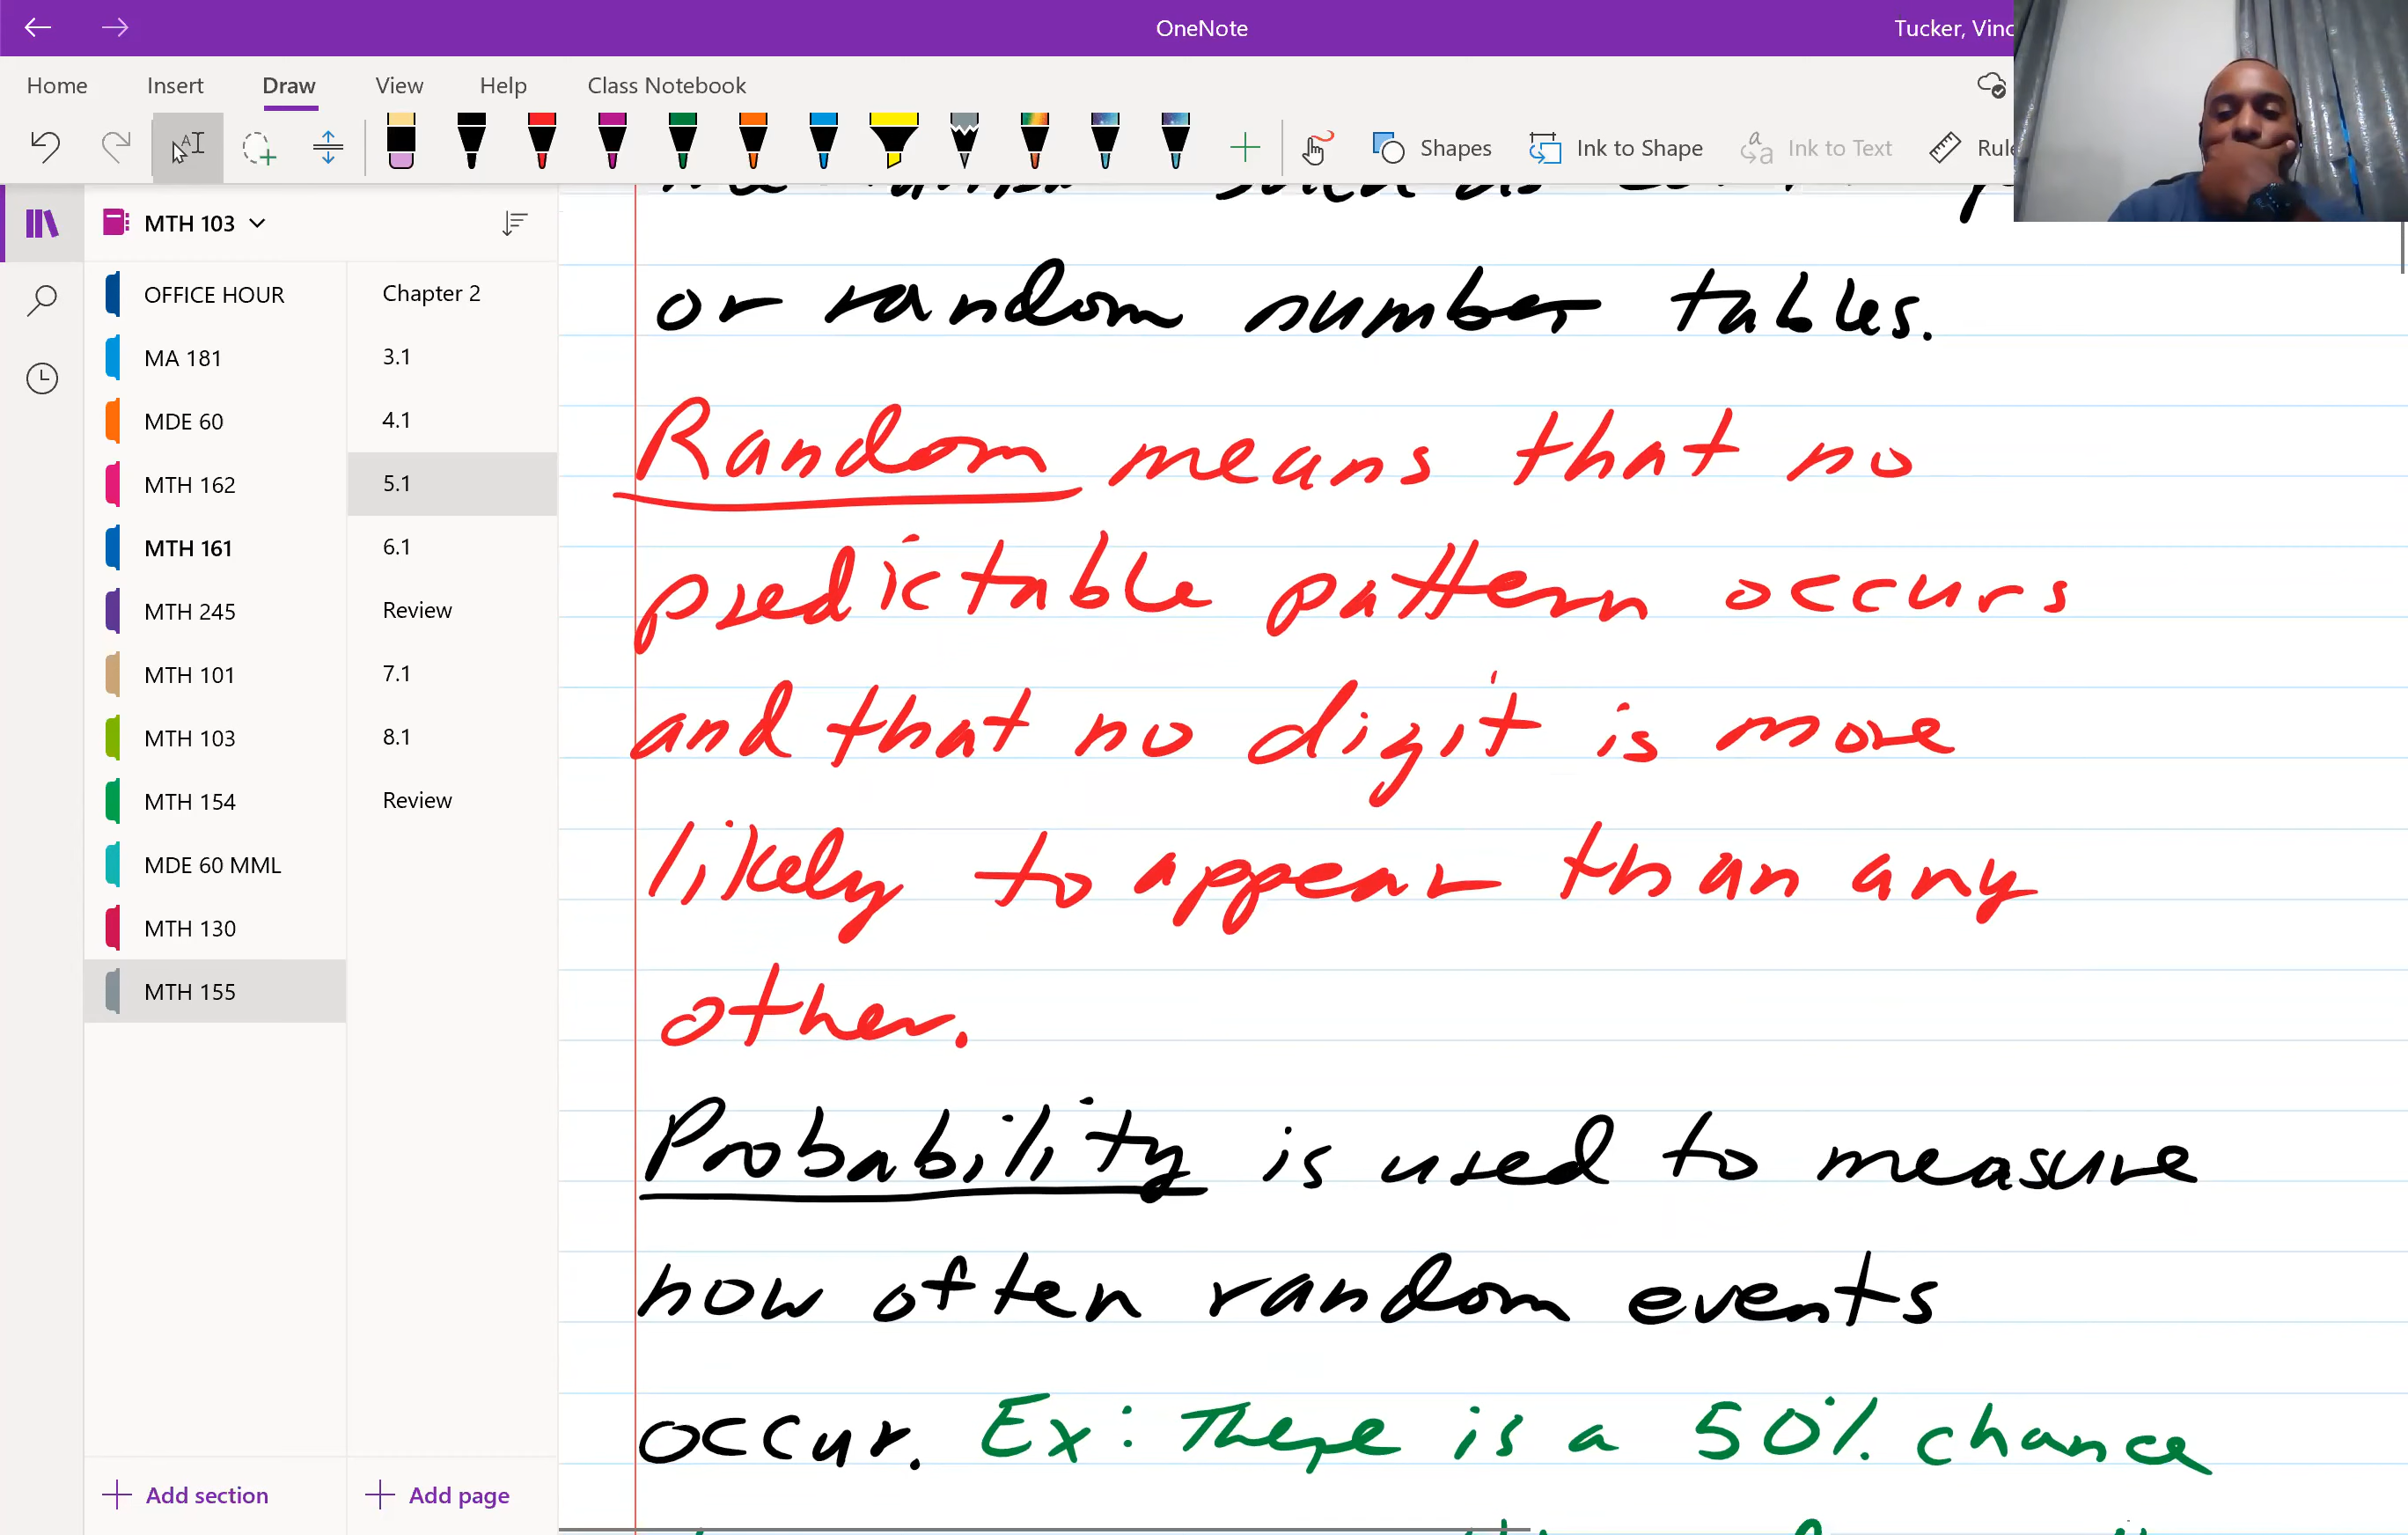 OneNote
Tucker, Vinc
Home Insert Draw View Help Class Notebook
Shapes Ink to Shape Ink to Text Rule
MTH 103
OFFICE HOUR
MA 181
MDE 60
MTH 162
MTH 161
MTH 245
MTH 101
MTH 103
MTH 154
MDE 60 MML
MTH 130
MTH 155
Add section
Chapter 2
3.1
4.1
5.1
6.1
Review
7.1
8.1
Review
Add page
such as
or random number tables.
Random means that no
predictable pattern occurs
and that no digit is more
likely to appear than any
other.
Probability is used to measure
how often random events
occur. Ex: There is a 50% chance